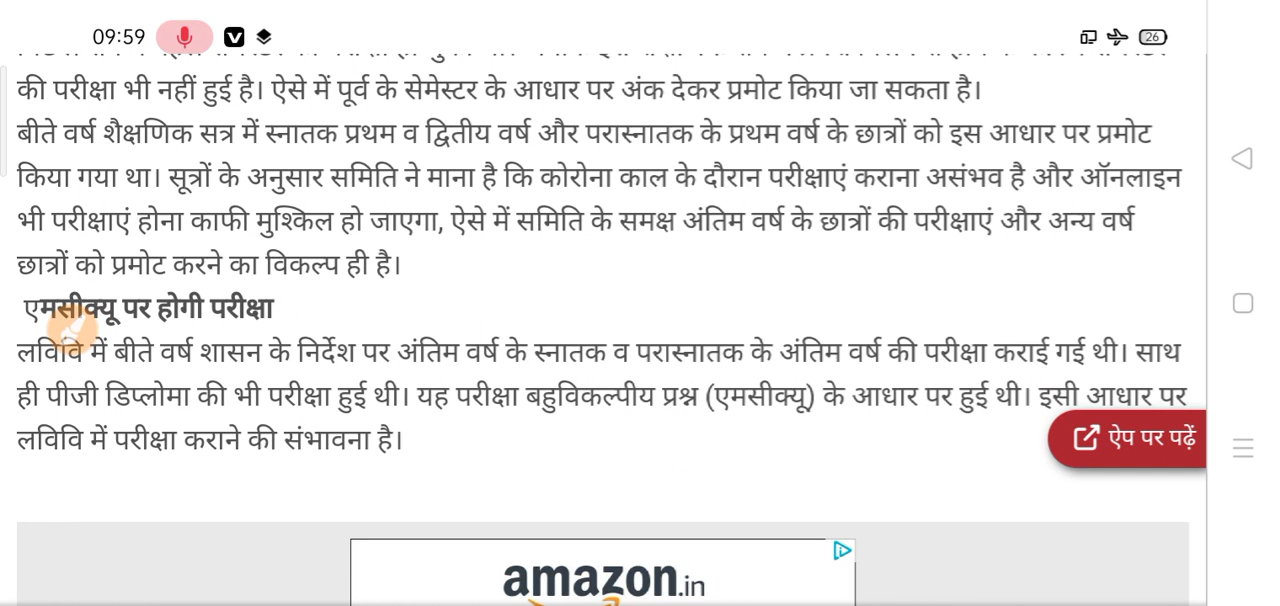 09:59
26
की परीक्षा भी नहीं हुई है। ऐसे में पूर्व के सेमेस्टर के आधार पर अंक देकर प्रमोट किया जा सकता है।
बीते वर्ष शैक्षणिक सत्र में स्नातक प्रथम व द्वितीय वर्ष और परास्नातक के प्रथम वर्ष के छात्रों को इस आधार पर प्रमोट
किया गया था। सूत्रों के अनुसार समिति ने माना है कि कोरोना काल के दौरान परीक्षाएं कराना असंभव है और ऑनलाइन
भी परीक्षाएं होना काफी मुश्किल हो जाएगा, ऐसे में समिति के समक्ष अंतिम वर्ष के छात्रों की परीक्षाएं और अन्य वर्ष
छात्रों को प्रमोट करने का विकल्प ही है।
एमसीक्यू पर होगी परीक्षा
लविवि में बीते वर्ष शासन के निर्देश पर अंतिम वर्ष के स्नातक व परास्नातक के अंतिम वर्ष की परीक्षा कराई गई थी। साथ
ही पीजी डिप्लोमा की भी परीक्षा हुई थी। यह परीक्षा बहुविकल्पीय प्रश्न (एमसीक्यू) के आधार पर हुई थी। इसी आधार पर
लविवि में परीक्षा कराने की संभावना है।
ऐप पर पढ़ें
amazon.in